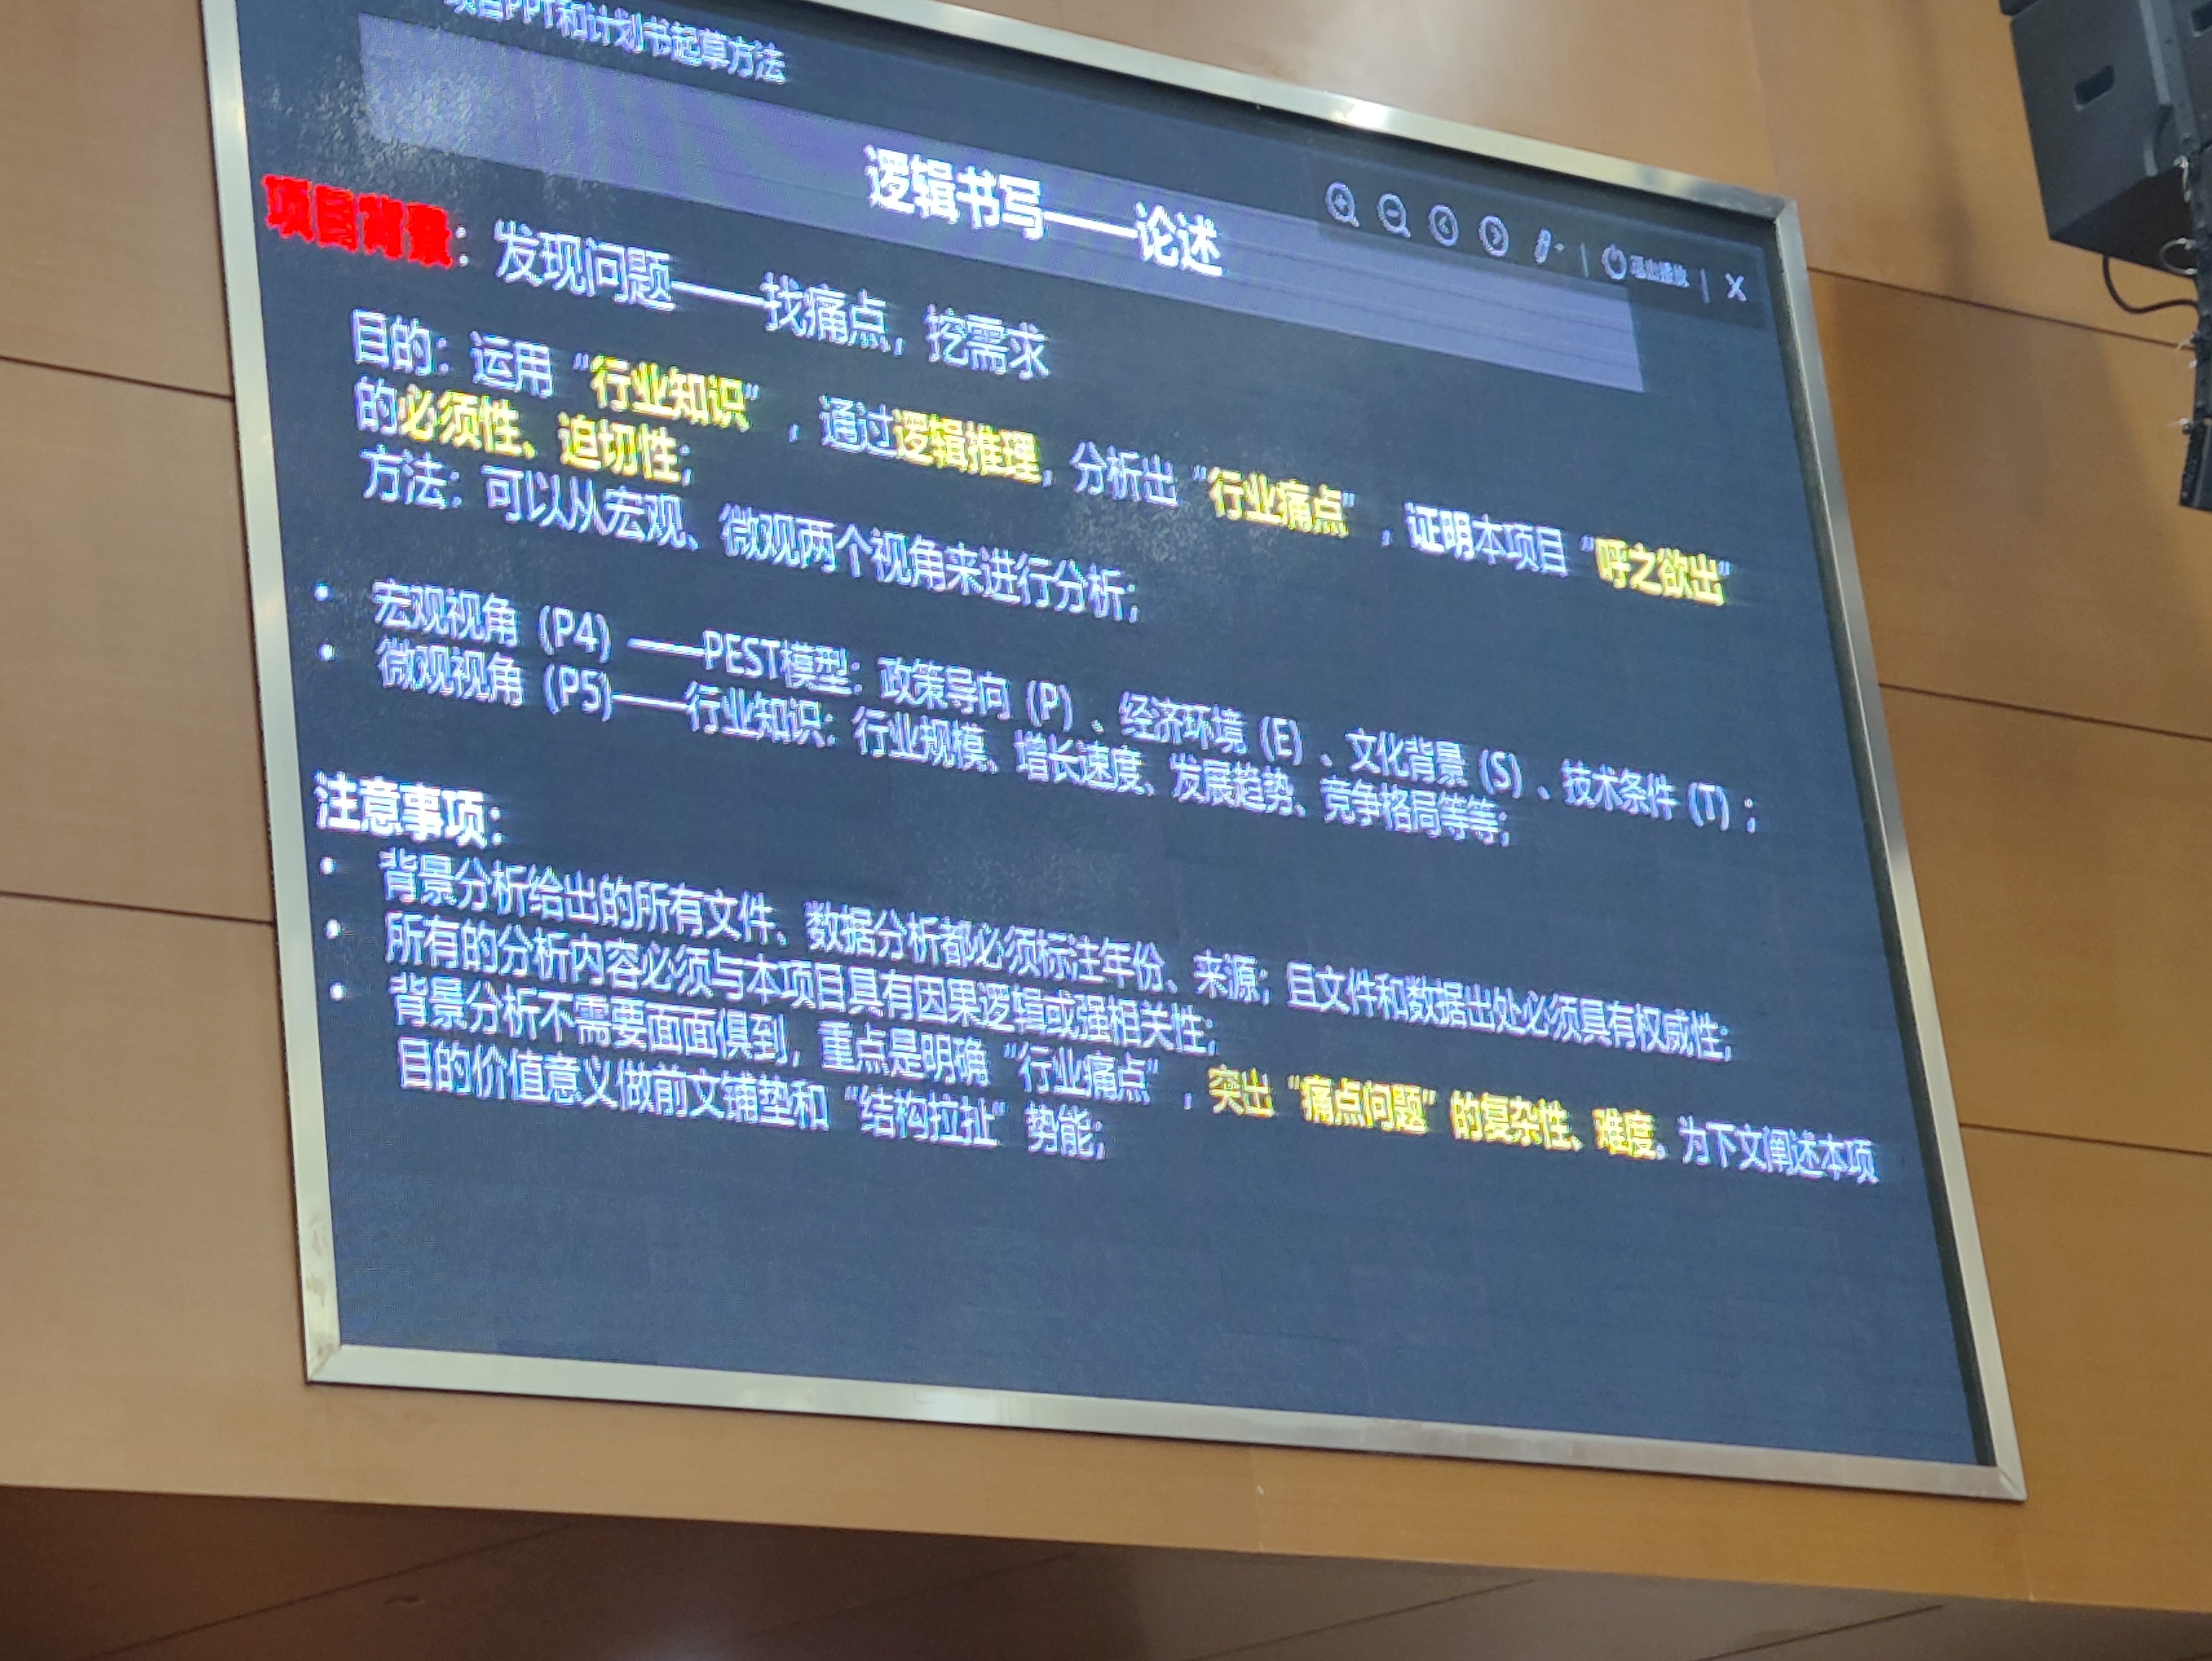 项目PPT和计划书起草方法
逻辑书写——论述
退出播放
项目背景：发现问题——找痛点，挖需求
目的：运用“行业知识”，通过逻辑推理，分析出“行业痛点”，证明本项目“呼之欲出”
的必须性、迫切性；
方法：可以从宏观、微观两个视角来进行分析；
• 宏观视角（P4）——PEST模型：政策导向（P）、经济环境（E）、文化背景（S）、技术条件（T）；
• 微观视角（P5)——行业知识：行业规模、增长速度、发展趋势、竞争格局等等；
注意事项：
• 背景分析给出的所有文件、数据分析都必须标注年份、来源；且文件和数据出处必须具有权威性；
• 所有的分析内容必须与本项目具有因果逻辑或强相关性；
• 背景分析不需要面面俱到，重点是明确“行业痛点”，突出“痛点问题”的复杂性、难度。为下文阐述本项
目的价值意义做前文铺垫和“结构拉扯”势能；